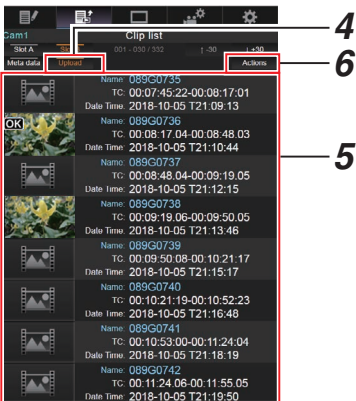 Cam1 Clip list
Slot A 001 - 030 / 332 ↑ -30 ↓ +30
Meta data Upload Actions
4
6
5
Name: 089G0735
TC: 00:07:45:22-00:08:17:01
Date Time: 2018-10-05 T21:09:13
OK
Name: 089G0736
TC: 00:08:17.04-00:08:48.03
Date Time: 2018-10-05 T21:10:44
Name: 089G0737
TC: 00:08:48.04-00:09:19.05
Date Time: 2018-10-05 T21:12:15
Name: 089G0738
TC: 00:09:19.06-00:09:50.05
Date Time: 2018-10-05 T21:13:46
Name: 089G0739
TC: 00:09:50:08-00:10:21:17
Date Time: 2018-10-05 T21:15:17
Name: 089G0740
TC: 00:10:21:19-00:10:52:23
Date Time: 2018-10-05 T21:16:48
Name: 089G0741
TC: 00:10:53:00-00:11:24:04
Date Time: 2018-10-05 T21:18:19
Name: 089G0742
TC: 00:11:24.06-00:11:55.05
Date Time: 2018-10-05 T21:19:50